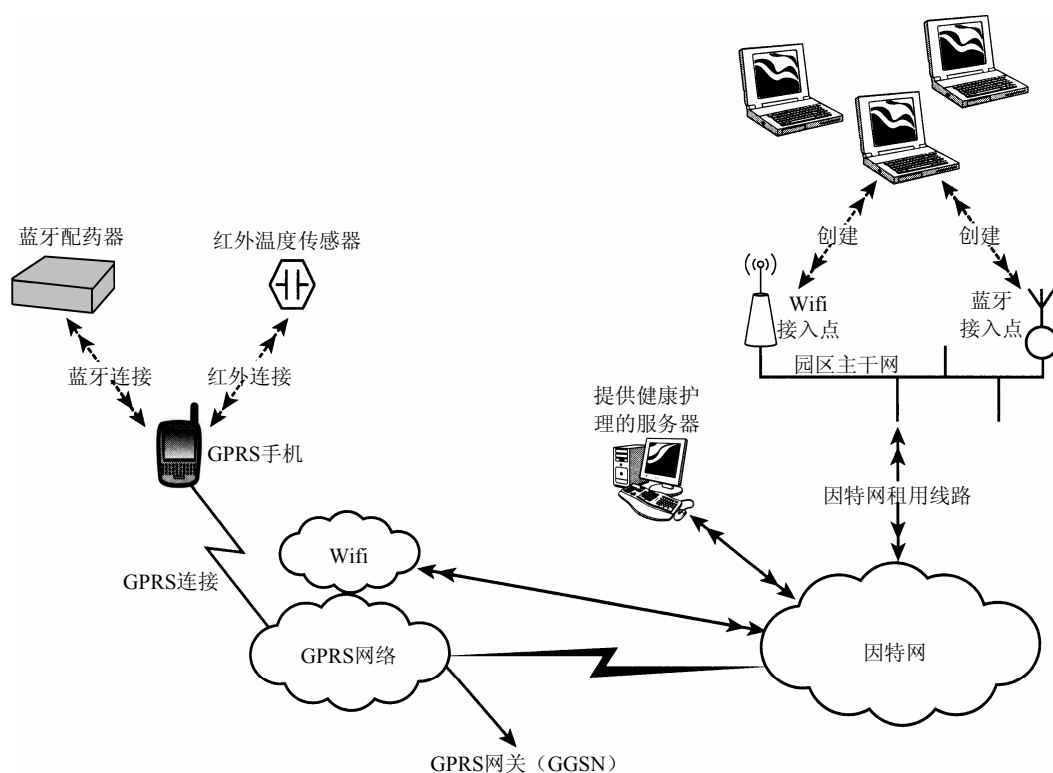 创建
创建
蓝牙配药器
红外温度传感器
Wifi
接入点
蓝牙
接入点
园区主干网
蓝牙连接
红外连接
提供健康护
理的服务器
GPRS手机
因特网租用线路
Wifi
GPRS连接
GPRS网络
因特网
GPRS网关（GGSN）